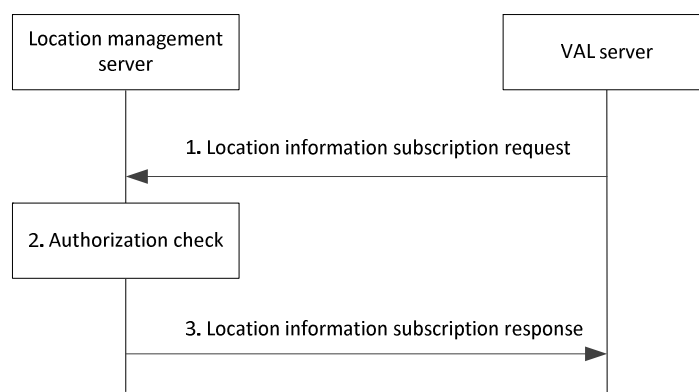 Location management
server
VAL server
1. Location information subscription request
2. Authorization check
3. Location information subscription response